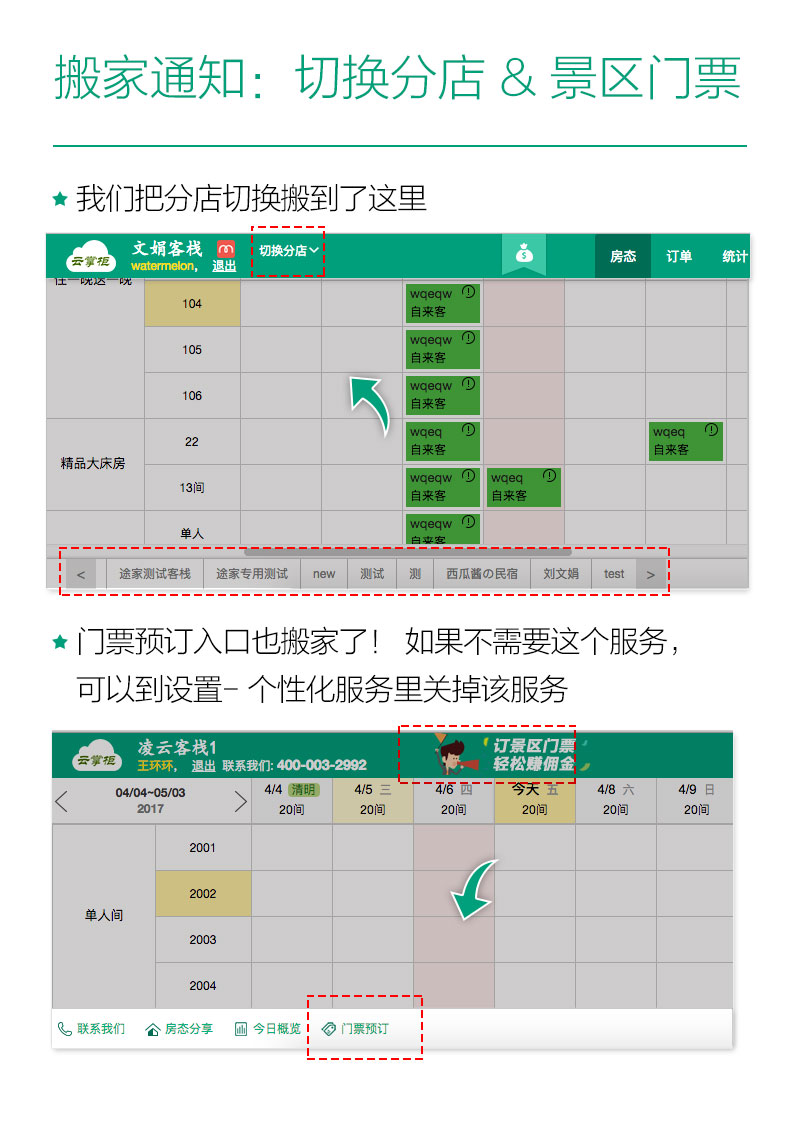 搬家通知：切换分店 & 景区门票
我们把分店切换搬到了这里
云掌柜
文娟客栈
watermelon， 退出
切换分店
$
房态 订单 统计
住一晚送一晚
104
wqeqw
自来客
105
wqeqw
自来客
106
wqeqw
自来客
精品大床房
22
wqeq
自来客
wqeq
自来客
13间
wqeqw
自来客
wqeq
自来客
单人
wqeqw
自来客
< 途家测试客栈 途家专用测试 new 测试 测 西瓜酱の民宿 刘文娟 test >
门票预订入口也搬家了！ 如果不需要这个服务，
可以到设置- 个性化服务里关掉该服务
云掌柜
凌云客栈1
王环环， 退出 联系我们: 400-003-2992
订景区门票
轻松赚佣金
04/04~05/03
2017
4/4 清明 4/5 三 4/6 四 今天 五 4/8 六 4/9 日
20间 20间 20间 20间 20间 20间
单人间
2001
2002
2003
2004
联系我们 房态分享 今日概览 门票预订